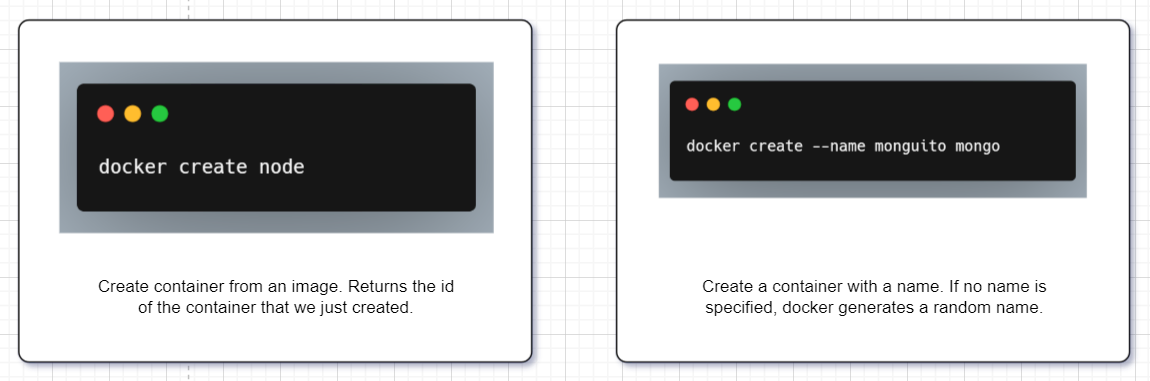 docker create node
Create container from an image. Returns the id
of the container that we just created.
docker create --name monguito mongo
Create a container with a name. If no name is
specified, docker generates a random name.